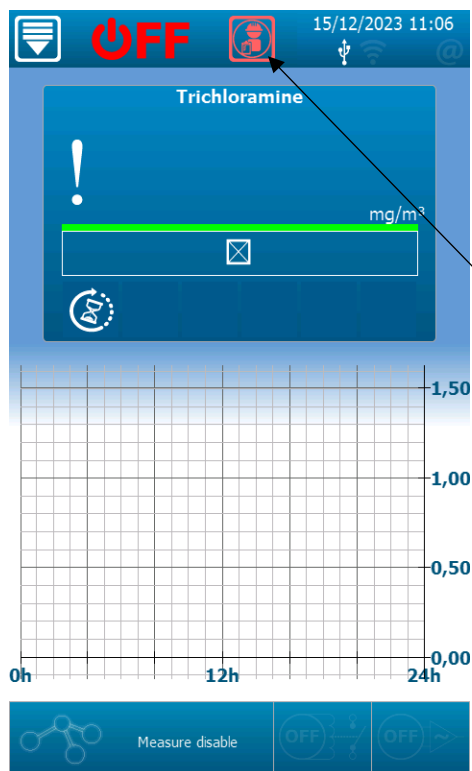 OFF
15/12/2023 11:06
@
Trichloramine
!
mg/m³
1,50
1,00
0,50
0,00
0h 12h 24h
Measure disable
OFF
OFF